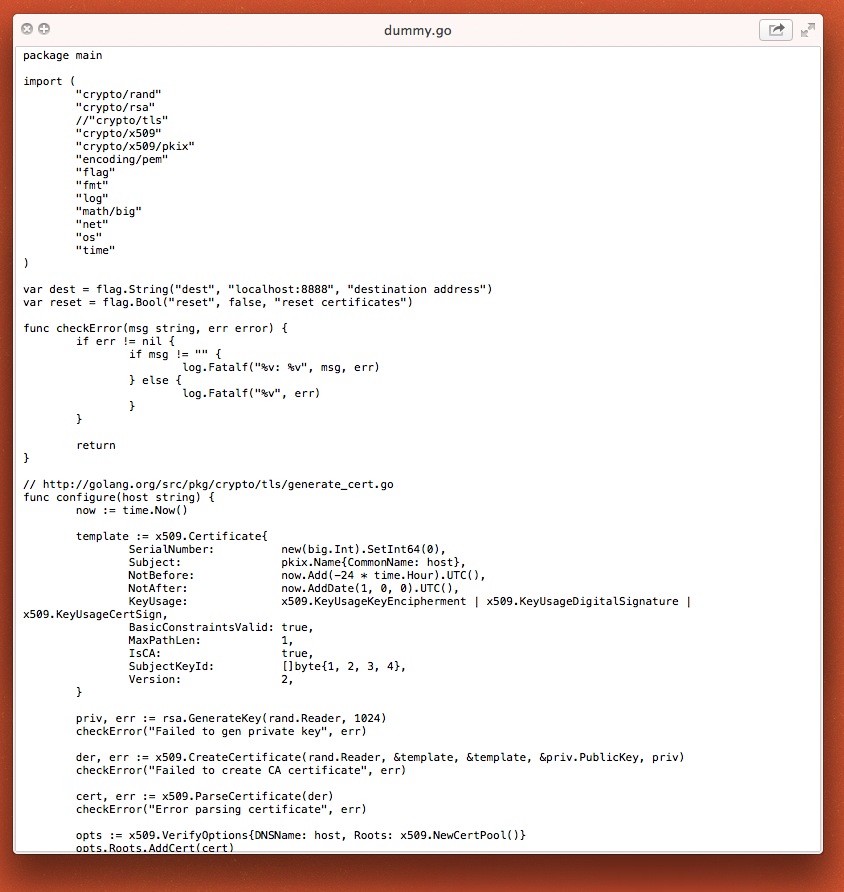 dummy.go
package main
import (
"crypto/rand"
"crypto/rsa"
//"crypto/tls"
"crypto/x509"
"crypto/x509/pkix"
"encoding/pem"
"flag"
"fmt"
"log"
"math/big"
"net"
"os"
"time"
)
var dest = flag.String("dest", "localhost:8888", "destination address")
var reset = flag.Bool("reset", false, "reset certificates")
func checkError(msg string, err error) {
if err != nil {
if msg != "" {
log.Fatalf("%v: %v", msg, err)
} else {
log.Fatalf("%v", err)
}
}
return
}
// http://golang.org/src/pkg/crypto/tls/generate_cert.go
func configure(host string) {
now := time.Now()
template := x509.Certificate{
SerialNumber: new(big.Int).SetInt64(0),
Subject: pkix.Name{CommonName: host},
NotBefore: now.Add(-24 * time.Hour).UTC(),
NotAfter: now.AddDate(1, 0, 0).UTC(),
KeyUsage: x509.KeyUsageKeyEncipherment | x509.KeyUsageDigitalSignature |
x509.KeyUsageCertSign,
BasicConstraintsValid: true,
MaxPathLen: 1,
IsCA: true,
SubjectKeyId: []byte{1, 2, 3, 4},
Version: 2,
}
priv, err := rsa.GenerateKey(rand.Reader, 1024)
checkError("Failed to gen private key", err)
der, err := x509.CreateCertificate(rand.Reader, &template, &template, &priv.PublicKey, priv)
checkError("Failed to create CA certificate", err)
cert, err := x509.ParseCertificate(der)
checkError("Error parsing certificate", err)
opts := x509.VerifyOptions{DNSName: host, Roots: x509.NewCertPool()}
opts.Roots.AddCert(cert)